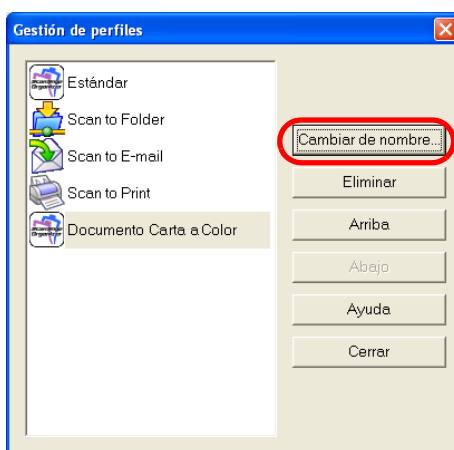 Gestión de perfiles
Estándar
Scan to Folder
Scan to E-mail
Scan to Print
Documento Carta a Color
Cambiar de nombre...
Eliminar
Arriba
Abajo
Ayuda
Cerrar